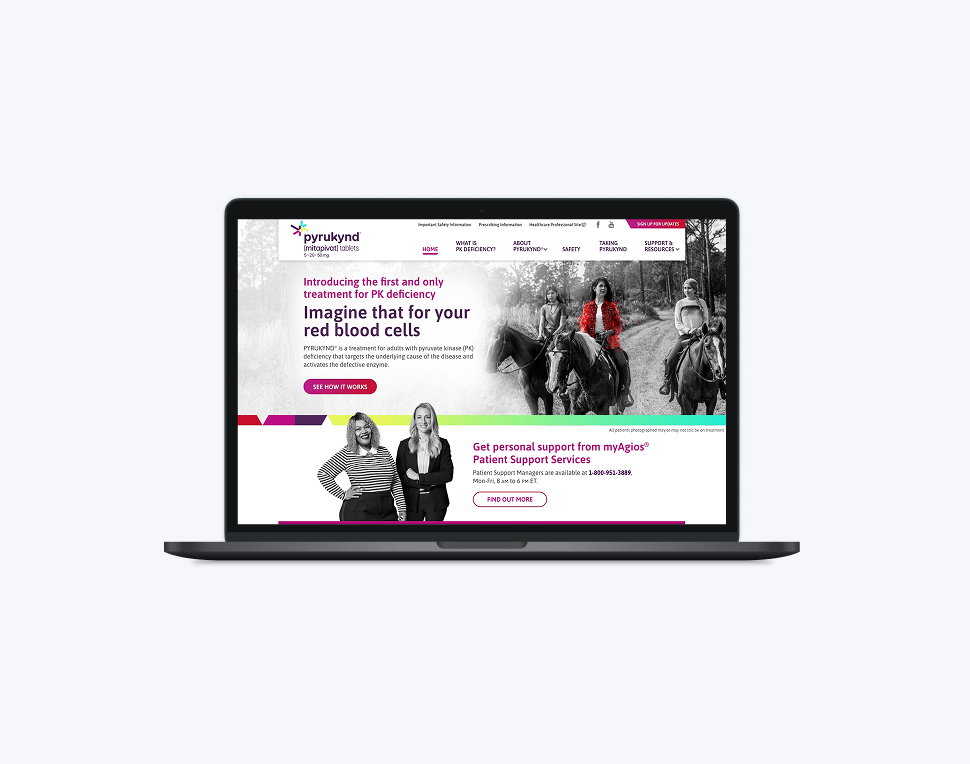 Important Safety Information Prescribing Information Healthcare Professional Site SIGN UP FOR UPDATES
pyrukynd®
(mitapivat) tablets
5 • 20 • 50 mg
HOME
WHAT IS
PK DEFICIENCY?
ABOUT
PYRUKYND®
SAFETY
TAKING
PYRUKYND
SUPPORT &
RESOURCES
Introducing the first and only
treatment for PK deficiency
Imagine that for your
red blood cells
PYRUKYND® is a treatment for adults with pyruvate kinase (PK)
deficiency that targets the underlying cause of the disease and
activates the defective enzyme.
SEE HOW IT WORKS
All patients photographed may or may not still be on treatment.
Get personal support from myAgios®
Patient Support Services
Patient Support Managers are available at 1-800-951-3889,
Mon-Fri, 8 AM to 6 PM ET.
FIND OUT MORE